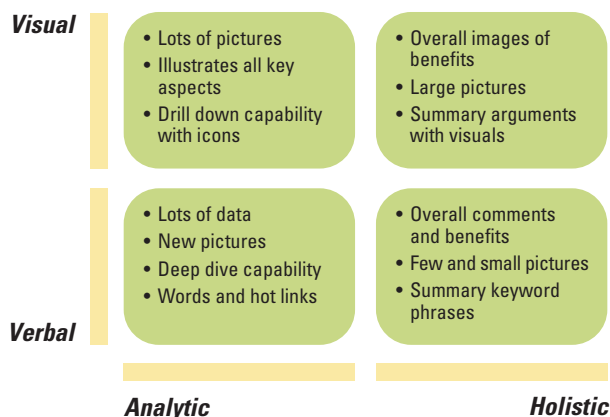 Visual
• Lots of pictures
• Illustrates all key
aspects
• Drill down capability
with icons
• Overall images of
benefits
• Large pictures
• Summary arguments
with visuals
• Lots of data
• New pictures
• Deep dive capability
• Words and hot links
• Overall comments
and benefits
• Few and small pictures
• Summary keyword
phrases
Verbal
Analytic
Holistic